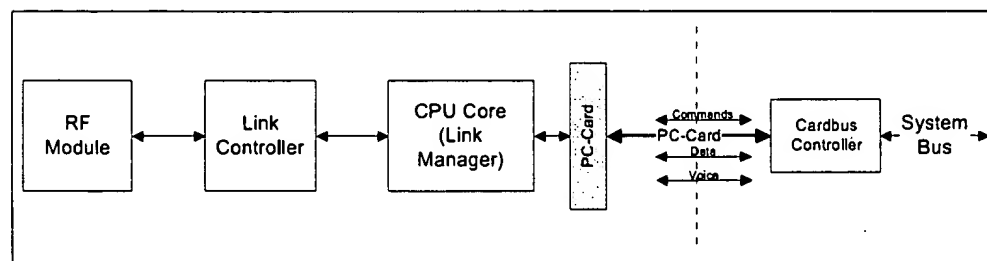 RF
Module
Link
Controller
CPU Core
(Link
Manager)
PC-Card
Commands
PC-Card
Data
Voice
Cardbus
Controller
System
Bus